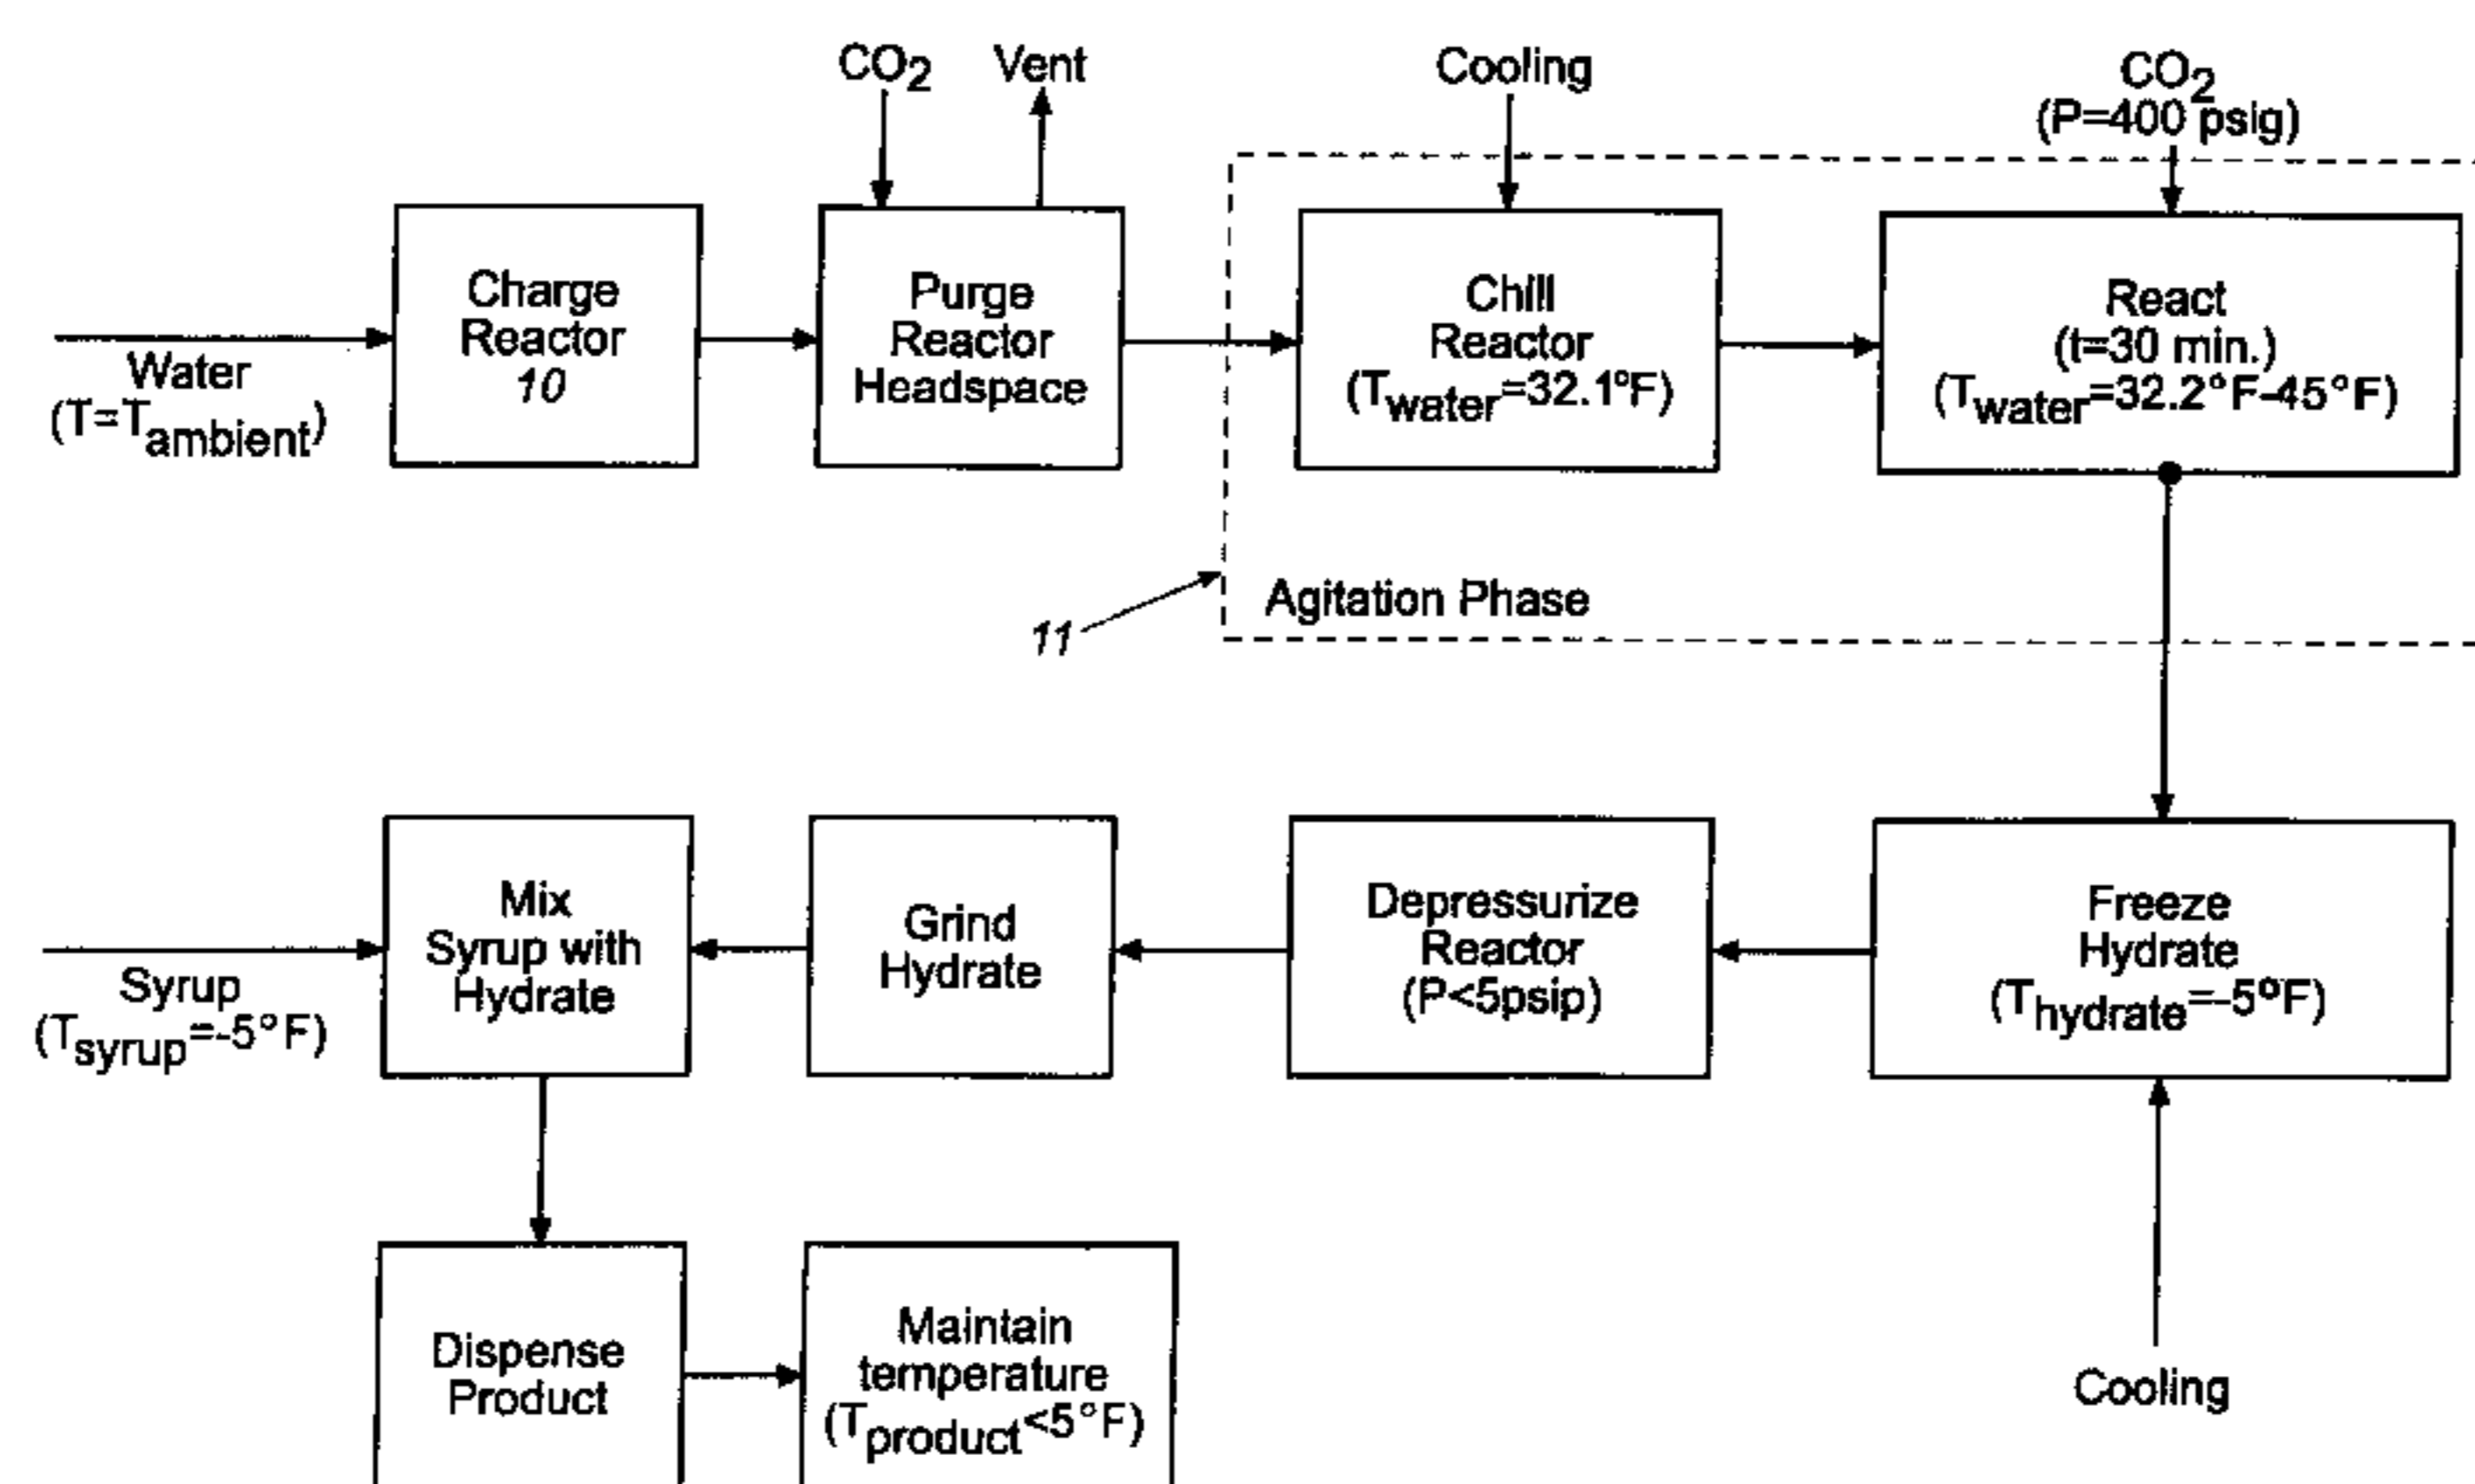 CO2
Vent
Cooling
CO2
(P=400 psig)
Water
(T=Tambient)
Charge
Reactor
10
Purge
Reactor
Headspace
Chill
Reactor
(Twater=32.1°F)
React
(t=30 min.)
(Twater=32.2°F-45°F)
11
Agitation Phase
Syrup
(Tsyrup=-5°F)
Mix
Syrup with
Hydrate
Grind
Hydrate
Depressurize
Reactor
(P<5psip)
Freeze
Hydrate
(Thydrate=-5°F)
Dispense
Product
Maintain
temperature
(Tproduct<5°F)
Cooling